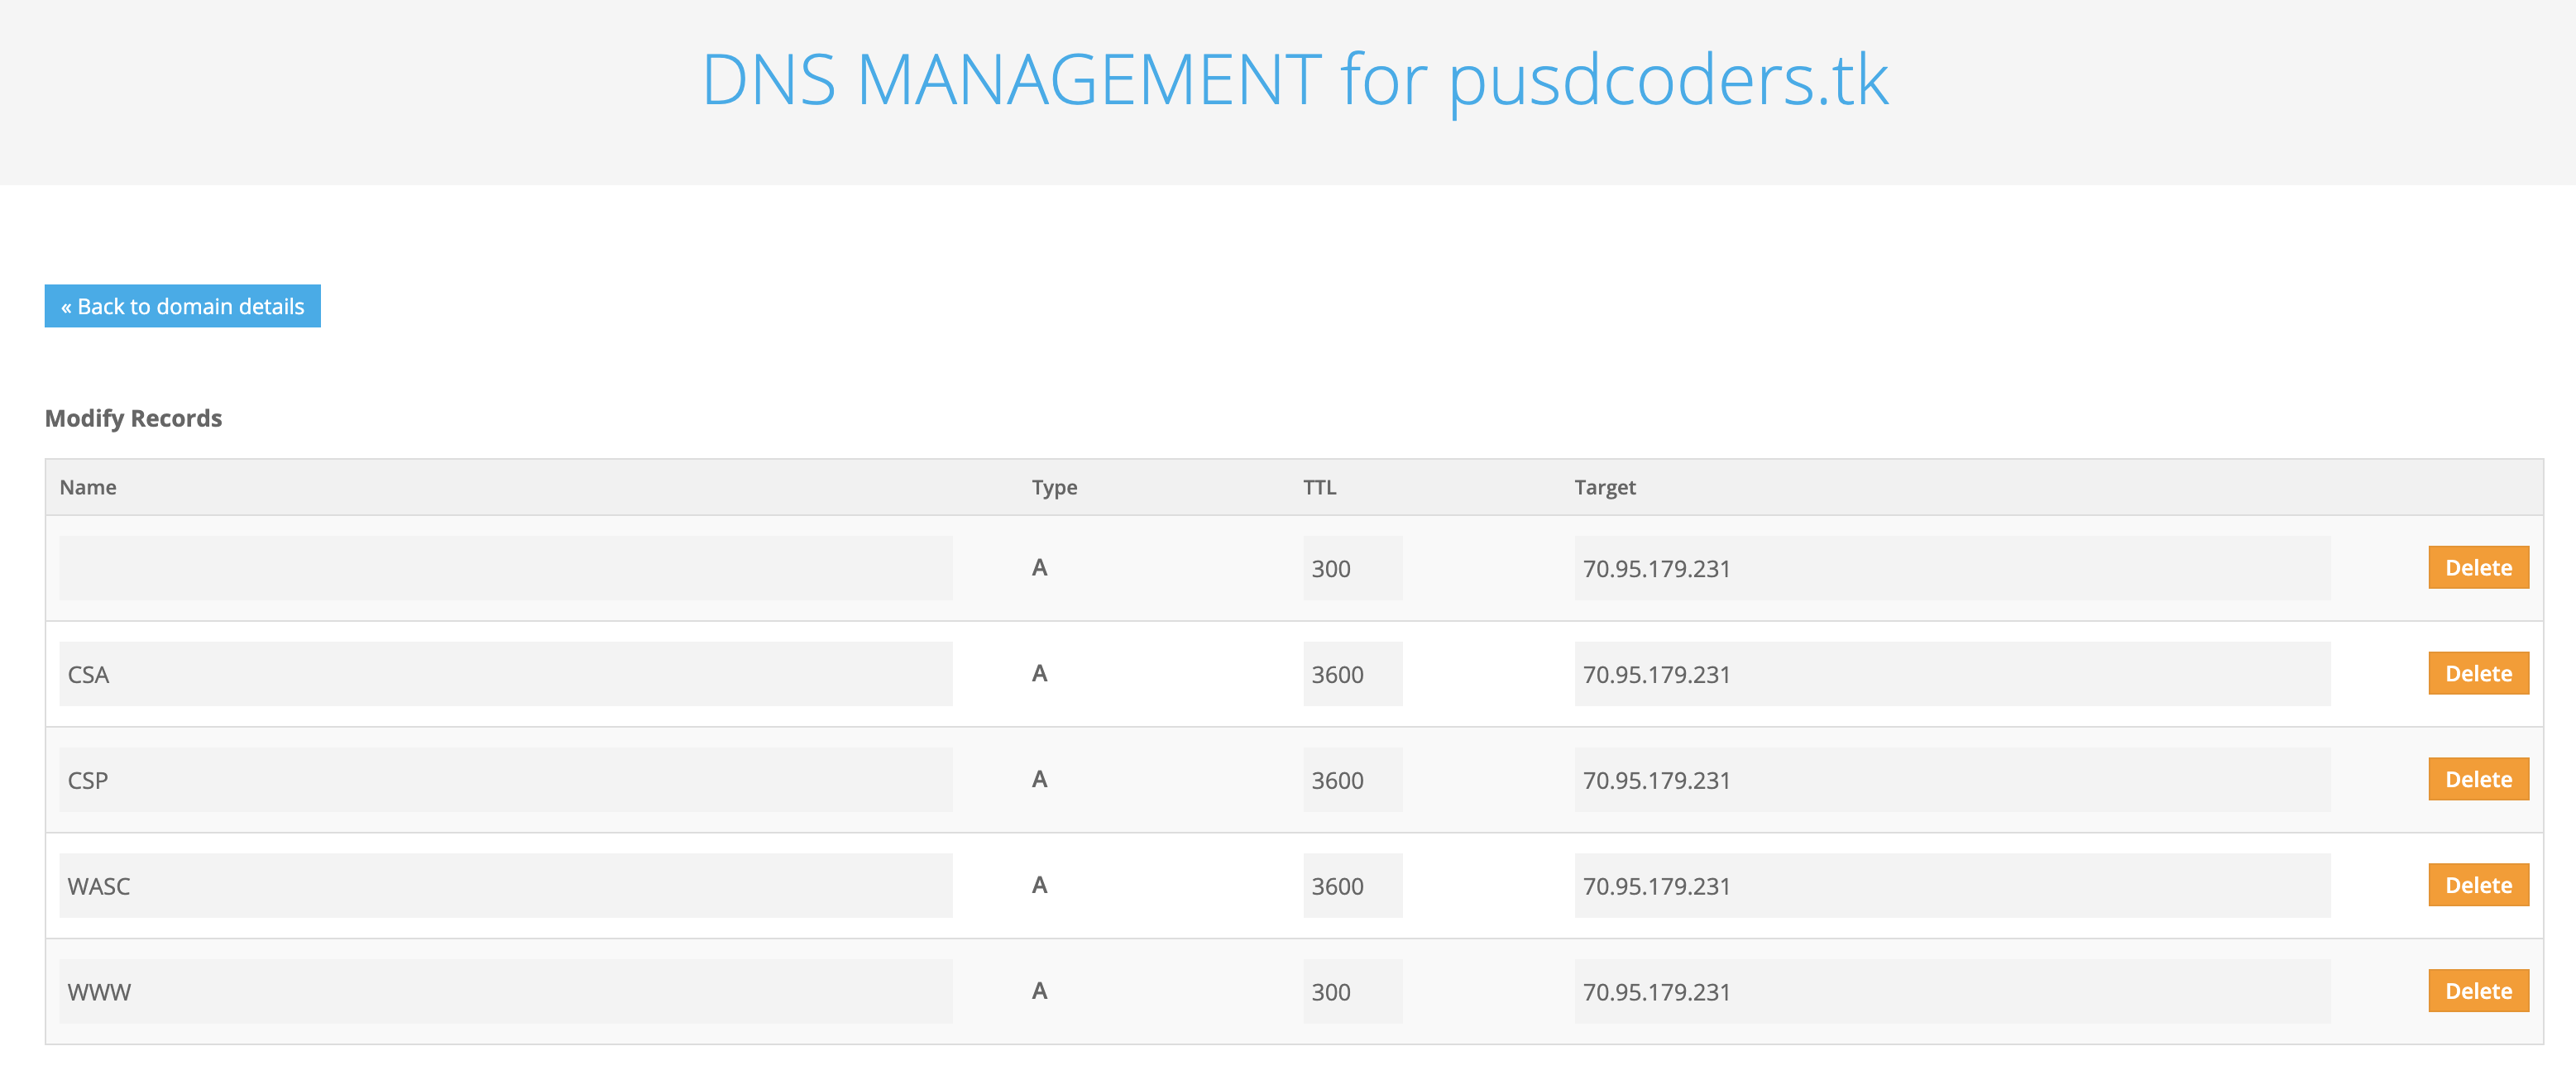 DNS MANAGEMENT for pusdcoders.tk
« Back to domain details
Modify Records
Name Type TTL Target
A 300 70.95.179.231 Delete
CSA A 3600 70.95.179.231 Delete
CSP A 3600 70.95.179.231 Delete
WASC A 3600 70.95.179.231 Delete
WWW A 300 70.95.179.231 Delete